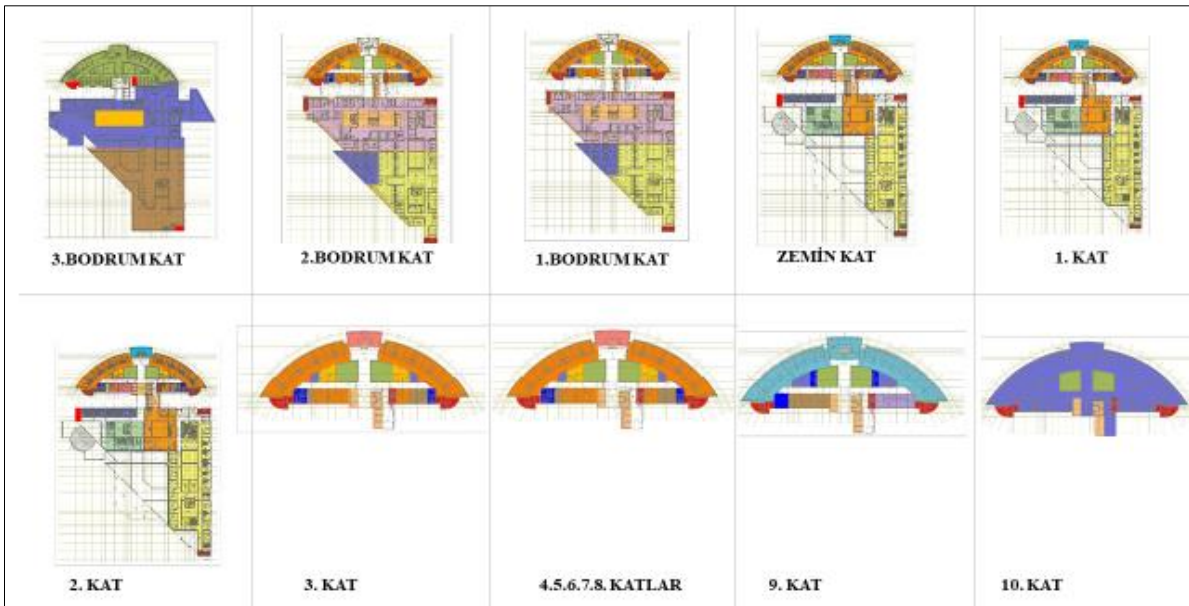 3.BODRUM KAT
2.BODRUM KAT
1.BODRUM KAT
ZEMİN KAT
1. KAT
2. KAT
3. KAT
4.5.6.7.8. KATLAR
9. KAT
10. KAT